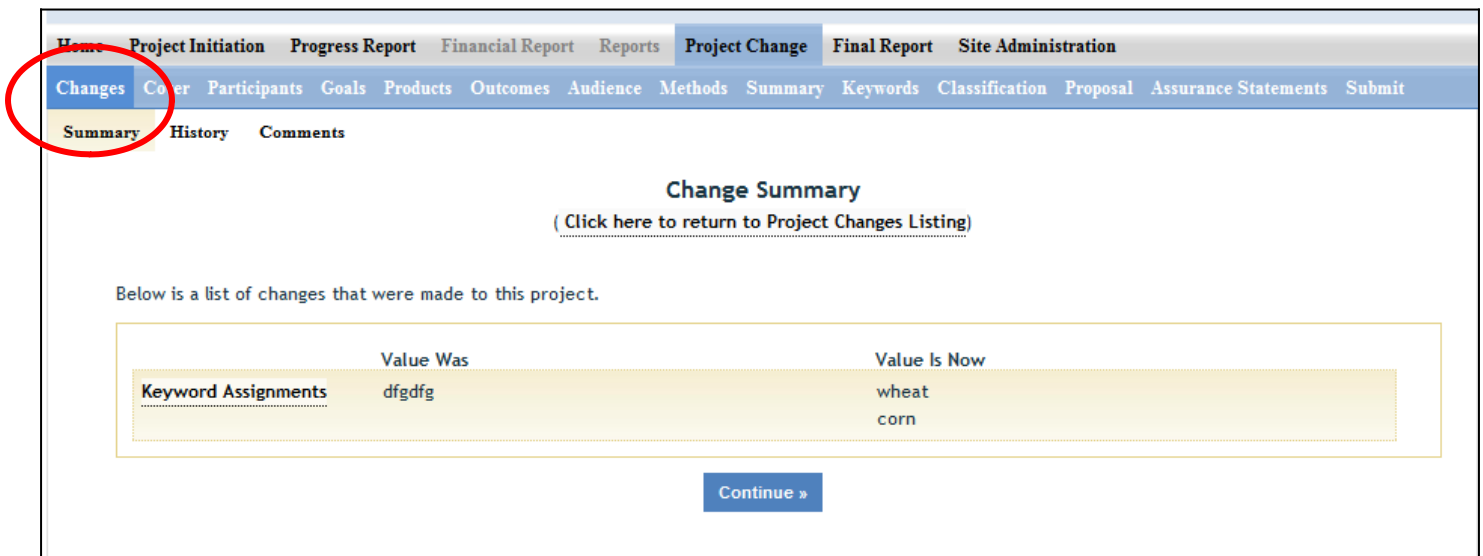 Home Project Initiation Progress Report Financial Report Reports Project Change Final Report Site Administration
Changes Cover Participants Goals Products Outcomes Audience Methods Summary Keywords Classification Proposal Assurance Statements Submit
Summary History Comments
Change Summary
( Click here to return to Project Changes Listing)
Below is a list of changes that were made to this project.
Value Was Value Is Now
Keyword Assignments dfgdfg wheat
corn
Continue »